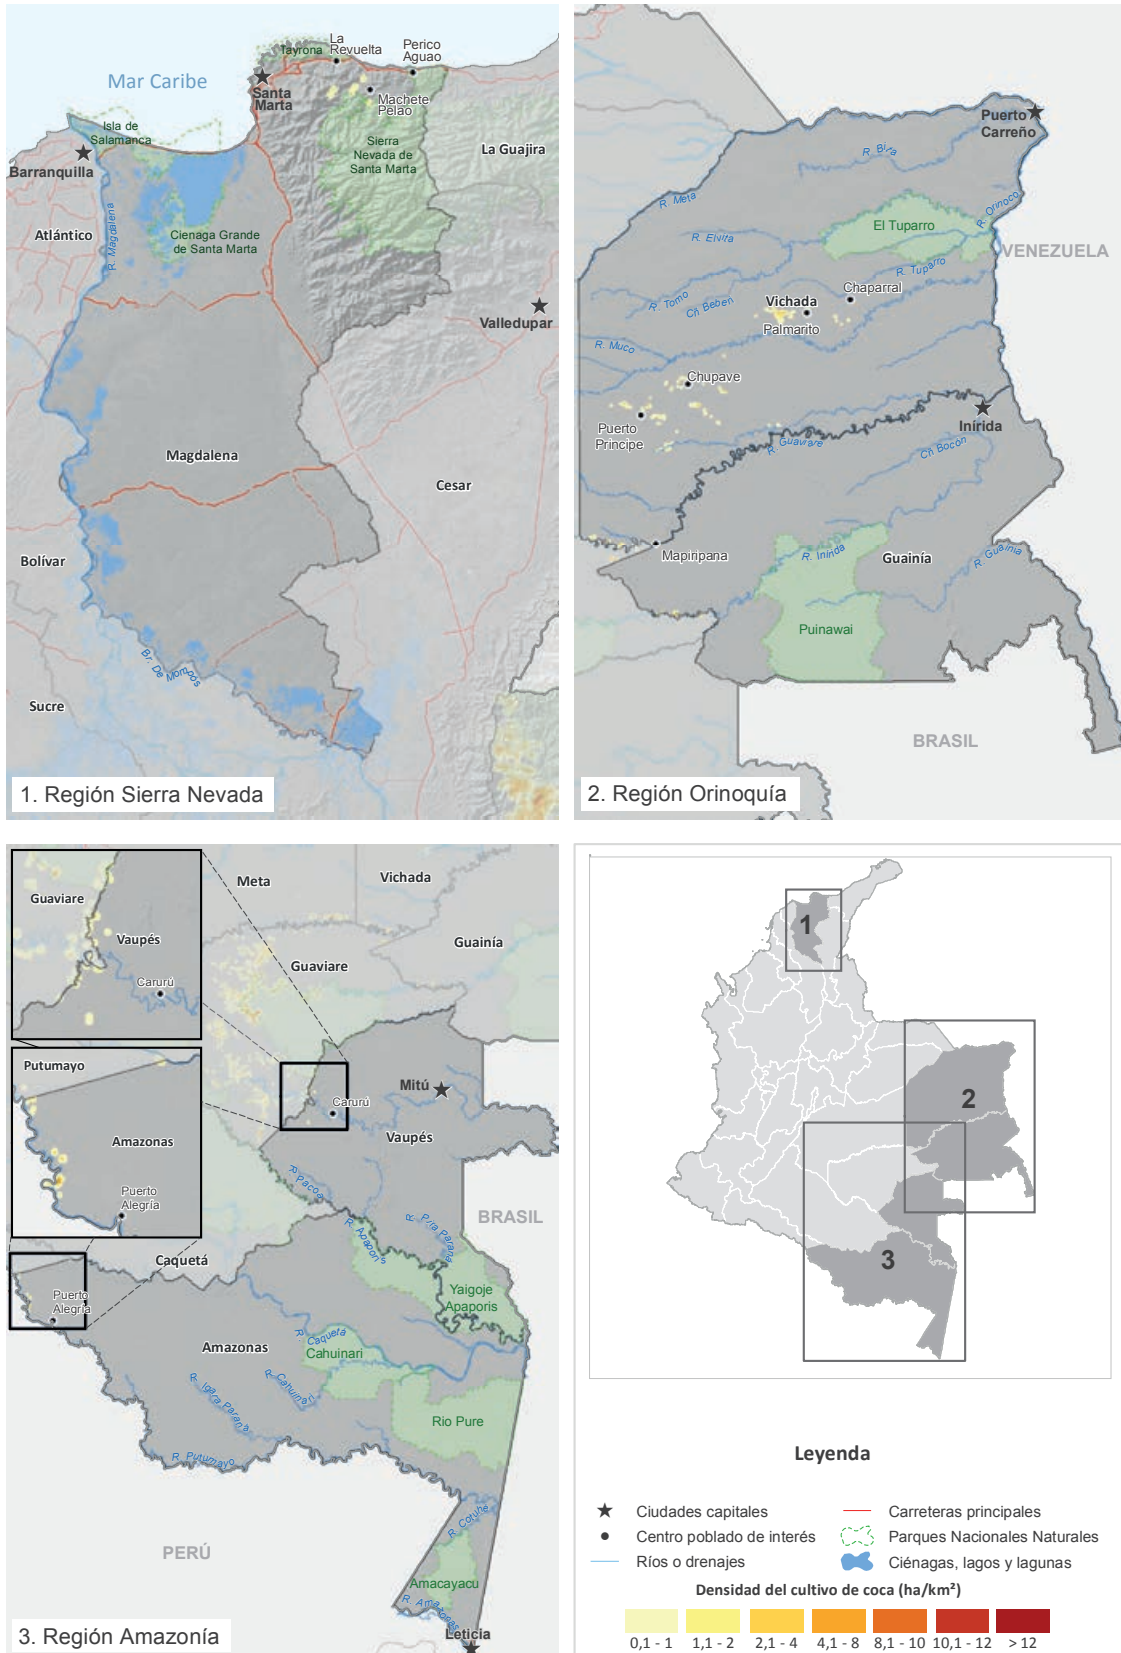 Mar Caribe
Tayrona
La
Revuelta
Perico
Aguao
Santa
Marta
Machete
Pelao
Isla de
Salamanca
Barranquilla
Sierra
Nevada de
Santa Marta
La Guajira
Atlántico
R. Magdalena
Cienaga Grande
de Santa Marta
Valledupar
Magdalena
Cesar
Bolívar
Br. De Mompós
Sucre
1. Región Sierra Nevada
Puerto
Carreño
R. Bita
R. Meta
R. Orinoco
El Tuparro
R. Elvita
VENEZUELA
R. Tuparro
R. Tomo
Cñ Beberí
Vichada
Chaparral
Palmarito
R. Muco
Chupave
Puerto
Principe
Inírida
R. Guaviare
Cñ Bocón
Mapiripana
R. Inírida
Guainía
R. Guainía
Puinawai
BRASIL
2. Región Orinoquía
Guaviare
Vaupés
Carurú
Meta
Vichada
Guainía
Guaviare
Putumayo
Amazonas
Puerto
Alegría
Mitú
Carurú
Vaupés
R. Pacoa
R. Apaporis
R. Pira Paraná
BRASIL
Caquetá
Puerto
Alegría
Yaigoje
Apaporis
Amazonas
R. Caquetá
Cahuinari
R. Igara Paraná
R. Cahuinarí
Rio Pure
R. Putumayo
R. Cotuhé
PERÚ
Amacayacu
R. Amazonas
Leticia
3. Región Amazonía
1
2
3
Leyenda
Ciudades capitales
Carreteras principales
Centro poblado de interés
Parques Nacionales Naturales
Ríos o drenajes
Ciénagas, lagos y lagunas
Densidad del cultivo de coca (ha/km²)
0,1 - 1 1,1 - 2 2,1 - 4 4,1 - 8 8,1 - 10 10,1 - 12 > 12